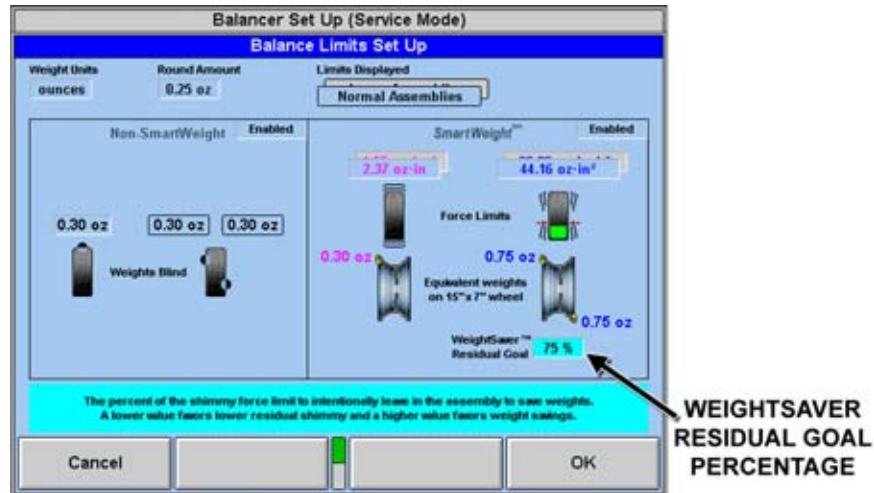 Balancer Set Up (Service Mode)
Balance Limits Set Up
Weight Units
Round Amount
Limits Displayed
ounces
0.25 oz
Normal Assemblies
Non-SmartWeight
Enabled
SmartWeight™
Enabled
2.37 oz·in
44.16 oz·in²
0.30 oz
0.30 oz
0.30 oz
Force Limits
Weights Blind
0.30 oz
0.75 oz
Equivalent weights
on 15"x 7" wheel
0.75 oz
WeightSaver™
Residual Goal
75 %
The percent of the shimmy force limit to intentionally leave in the assembly to save weights.
A lower value favors lower residual shimmy and a higher value favors weight savings.
WEIGHTSAVER
RESIDUAL GOAL
PERCENTAGE
Cancel
OK